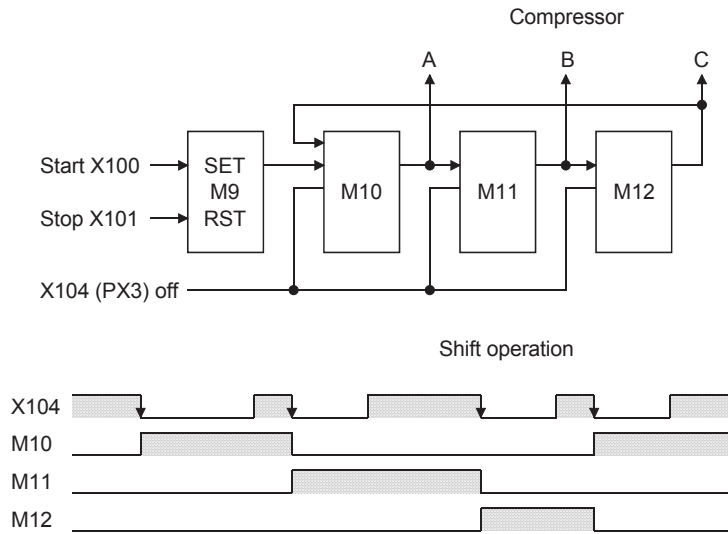 Compressor
A B C
Start X100
SET
M9
RST
M10
M11
M12
Stop X101
X104 (PX3) off
Shift operation
X104
M10
M11
M12